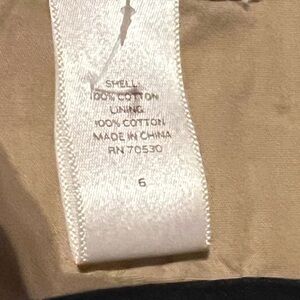 SHELL:
100% COTTON
LINING:
100% COTTON
MADE IN CHINA
RN 70530
6